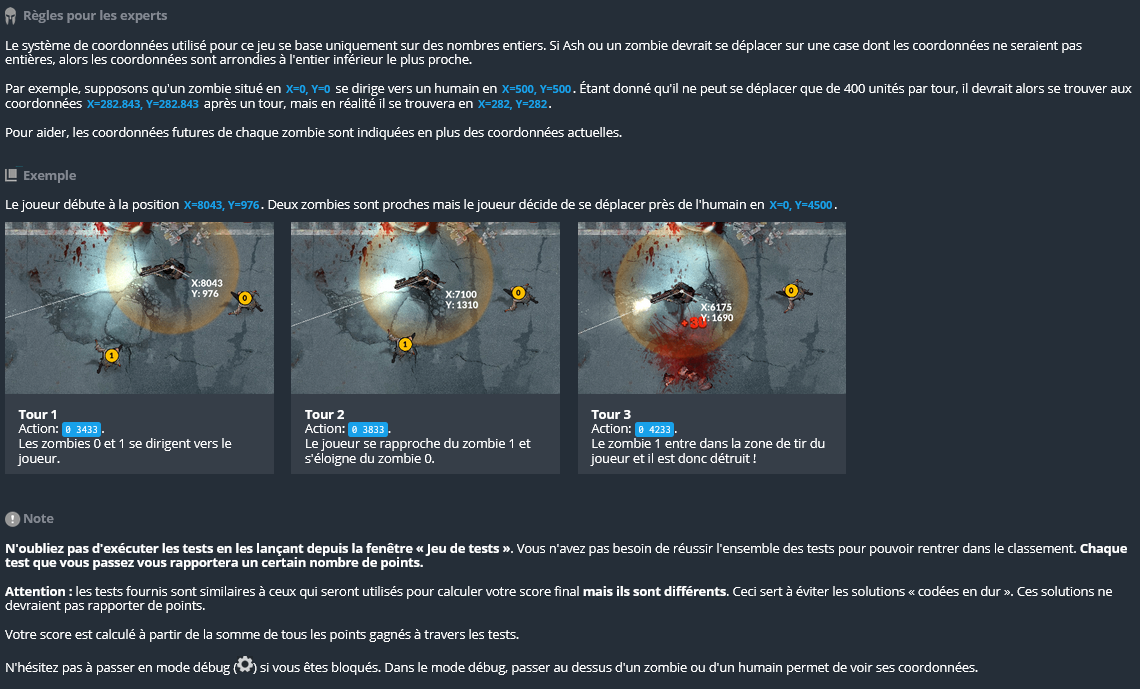 Règles pour les experts
Le système de coordonnées utilisé pour ce jeu se base uniquement sur des nombres entiers. Si Ash ou un zombie devrait se déplacer sur une case dont les coordonnées ne seraient pas
entières, alors les coordonnées sont arrondies à l'entier inférieur le plus proche.
Par exemple, supposons qu'un zombie situé en X=0, Y=0 se dirige vers un humain en X=500, Y=500. Étant donné qu'il ne peut se déplacer que de 400 unités par tour, il devrait alors se trouver aux
coordonnées X=282.843, Y=282.843 après un tour, mais en réalité il se trouvera en X=282, Y=282.
Pour aider, les coordonnées futures de chaque zombie sont indiquées en plus des coordonnées actuelles.
Exemple
Le joueur débute à la position X=8043, Y=976. Deux zombies sont proches mais le joueur décide de se déplacer près de l'humain en X=0, Y=4500.
X:8043
Y: 976
0
1
Tour 1
Action: 0 3433.
Les zombies 0 et 1 se dirigent vers le
joueur.
X:7100
Y: 1310
0
1
Tour 2
Action: 0 3833.
Le joueur se rapproche du zombie 1 et
s'éloigne du zombie 0.
X:6175
Y: 1690
0
Tour 3
Action: 0 4233.
Le zombie 1 entre dans la zone de tir du
joueur et il est donc détruit !
Note
N'oubliez pas d'exécuter les tests en les lançant depuis la fenêtre « Jeu de tests ». Vous n'avez pas besoin de réussir l'ensemble des tests pour pouvoir rentrer dans le classement. Chaque
test que vous passez vous rapportera un certain nombre de points.
Attention : les tests fournis sont similaires à ceux qui seront utilisés pour calculer votre score final mais ils sont différents. Ceci sert à éviter les solutions « codées en dur ». Ces solutions ne
devraient pas rapporter de points.
Votre score est calculé à partir de la somme de tous les points gagnés à travers les tests.
N'hésitez pas à passer en mode débug ( ) si vous êtes bloqués. Dans le mode débug, passer au dessus d'un zombie ou d'un humain permet de voir ses coordonnées.